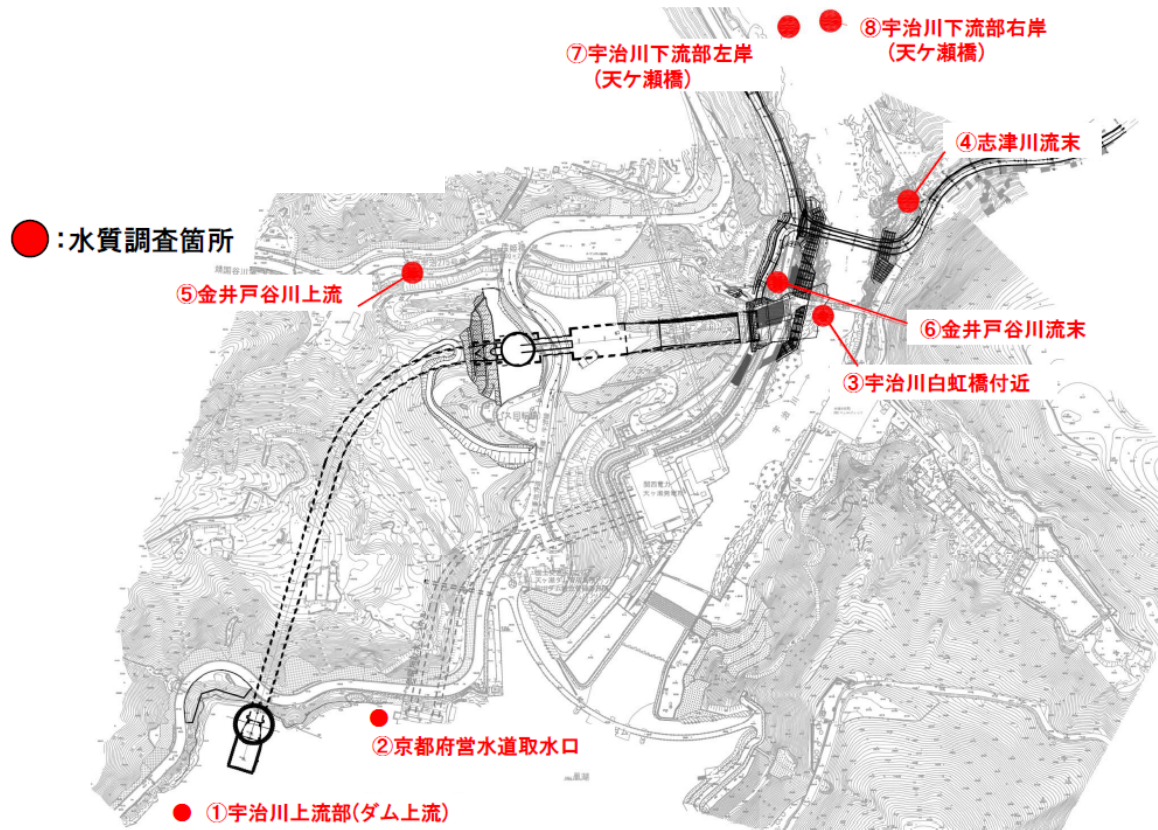 ⑦宇治川下流部左岸
(天ケ瀬橋)
⑧宇治川下流部右岸
(天ケ瀬橋)
④志津川流末
:水質調査箇所
⑤金井戸谷川上流
⑥金井戸谷川流末
③宇治川白虹橋付近
関西電力
②京都府営水道取水口
①宇治川上流部(ダム上流)